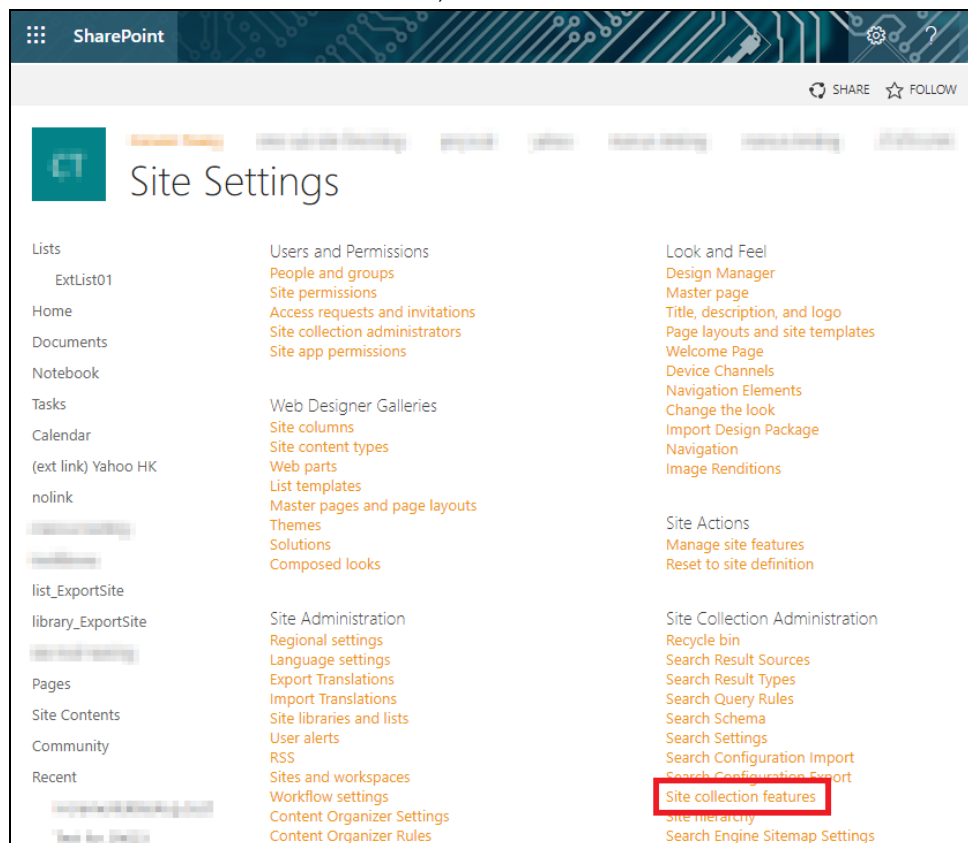 SharePoint
?
SHARE FOLLOW
Site Settings
Lists
ExtList01
Home
Documents
Notebook
Tasks
Calendar
(ext link) Yahoo HK
nolink
list_ExportSite
library_ExportSite
Pages
Site Contents
Community
Recent
Users and Permissions
People and groups
Site permissions
Access requests and invitations
Site collection administrators
Site app permissions
Web Designer Galleries
Site columns
Site content types
Web parts
List templates
Master pages and page layouts
Themes
Solutions
Composed looks
Site Administration
Regional settings
Language settings
Export Translations
Import Translations
Site libraries and lists
User alerts
RSS
Sites and workspaces
Workflow settings
Content Organizer Settings
Content Organizer Rules
Look and Feel
Design Manager
Master page
Title, description, and logo
Page layouts and site templates
Welcome Page
Device Channels
Navigation Elements
Change the look
Import Design Package
Navigation
Image Renditions
Site Actions
Manage site features
Reset to site definition
Site Collection Administration
Recycle bin
Search Result Sources
Search Result Types
Search Query Rules
Search Schema
Search Settings
Search Configuration Import
Search Configuration Export
Site collection features
Site hierarchy
Search Engine Sitemap Settings